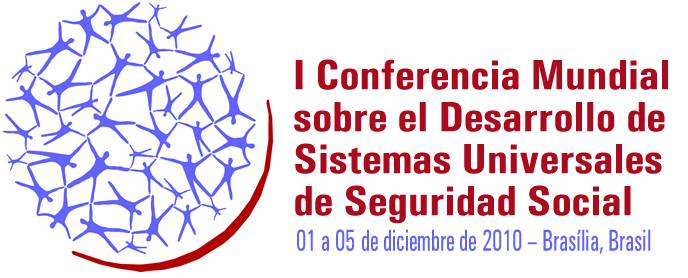 I Conferencia Mundial
sobre el Desarrollo de
Sistemas Universales
de Seguridad Social
01 a 05 de diciembre de 2010 – Brasília, Brasil